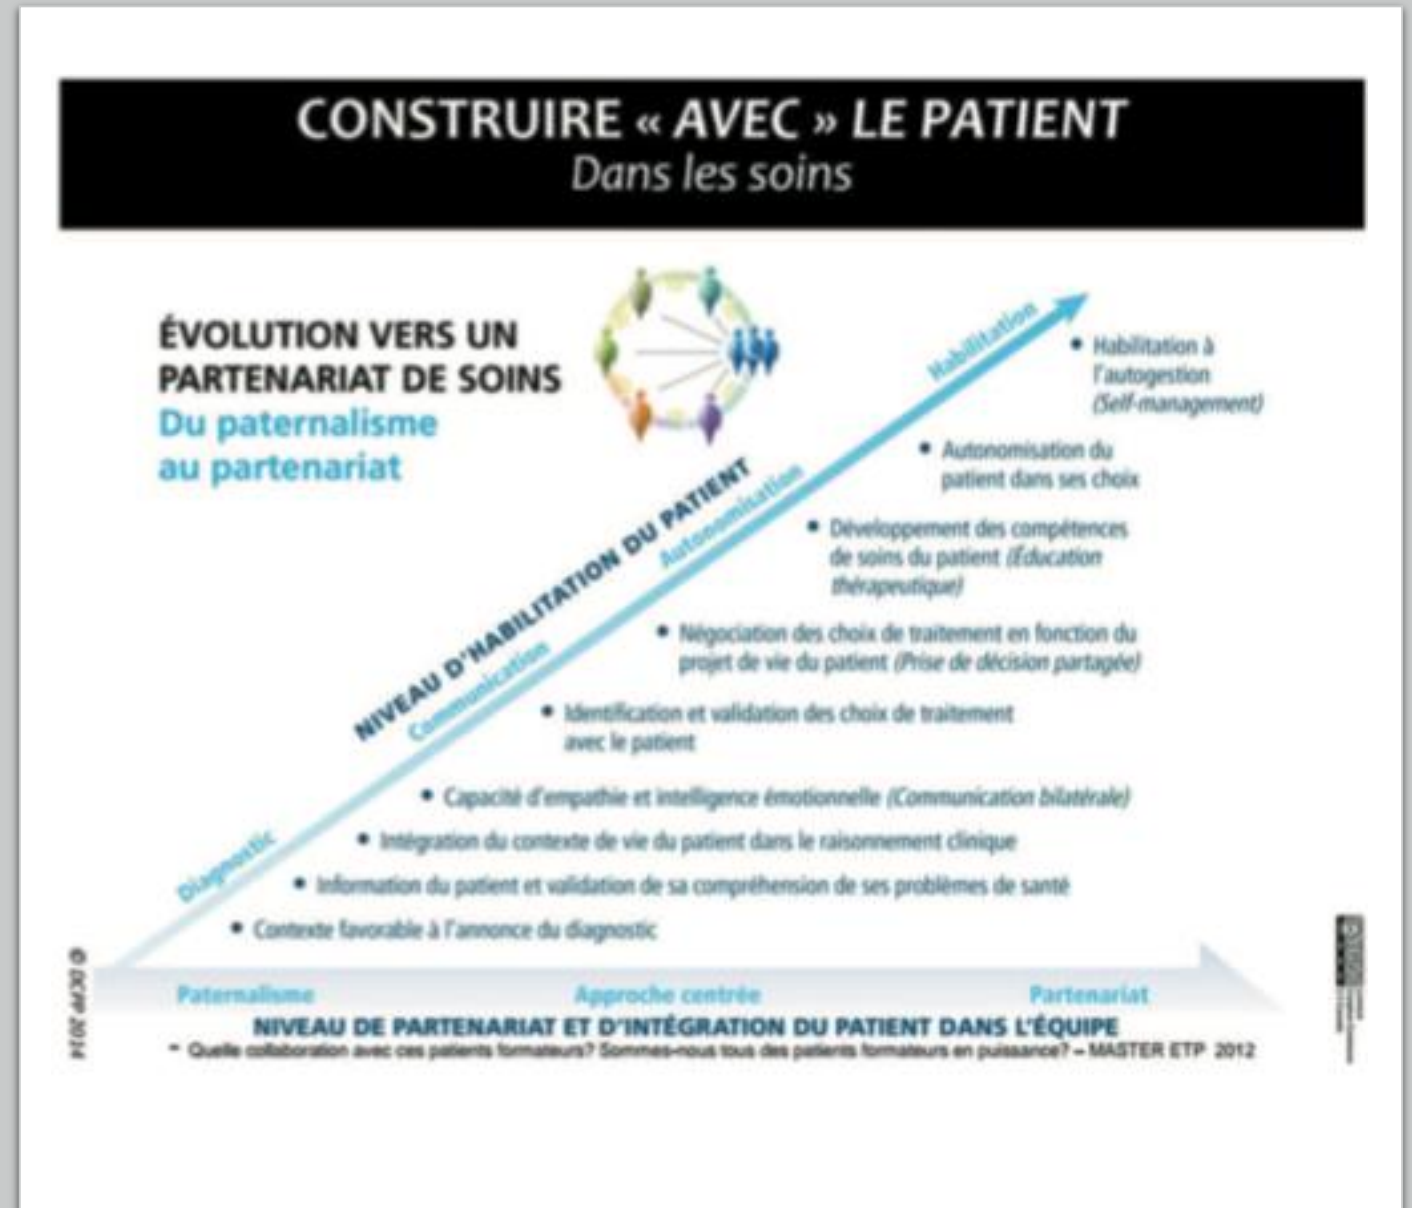 CONSTRUIRE « AVEC » LE PATIENT
Dans les soins
ÉVOLUTION VERS UN
PARTENARIAT DE SOINS
Du paternalisme
au partenariat
NIVEAU D'HABILITATION DU PATIENT
Habilitation
Autonomisation
Communication
Diagnostic
• Habilitation à
l'autogestion
(Self-management)
• Autonomisation du
patient dans ses choix
• Développement des compétences
de soins du patient (Éducation
thérapeutique)
• Négociation des choix de traitement en fonction du
projet de vie du patient (Prise de décision partagée)
• Identification et validation des choix de traitement
avec le patient
• Capacité d'empathie et intelligence émotionnelle (Communication bilatérale)
• Intégration du contexte de vie du patient dans le raisonnement clinique
• Information du patient et validation de sa compréhension de ses problèmes de santé
• Contexte favorable à l'annonce du diagnostic
Paternalisme
Approche centrée
Partenariat
NIVEAU DE PARTENARIAT ET D'INTÉGRATION DU PATIENT DANS L'ÉQUIPE
- Quelle collaboration avec ces patients formateurs? Sommes-nous tous des patients formateurs en puissance? – MASTER ETP 2012
© DCPP 2014